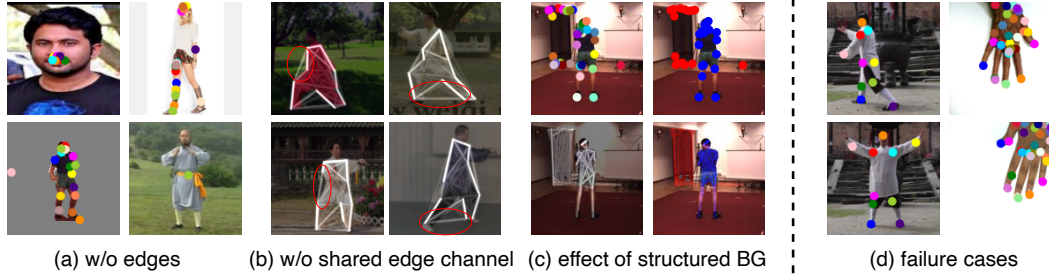 (a) w/o edges
(b) w/o shared edge channel
(c) effect of structured BG
(d) failure cases